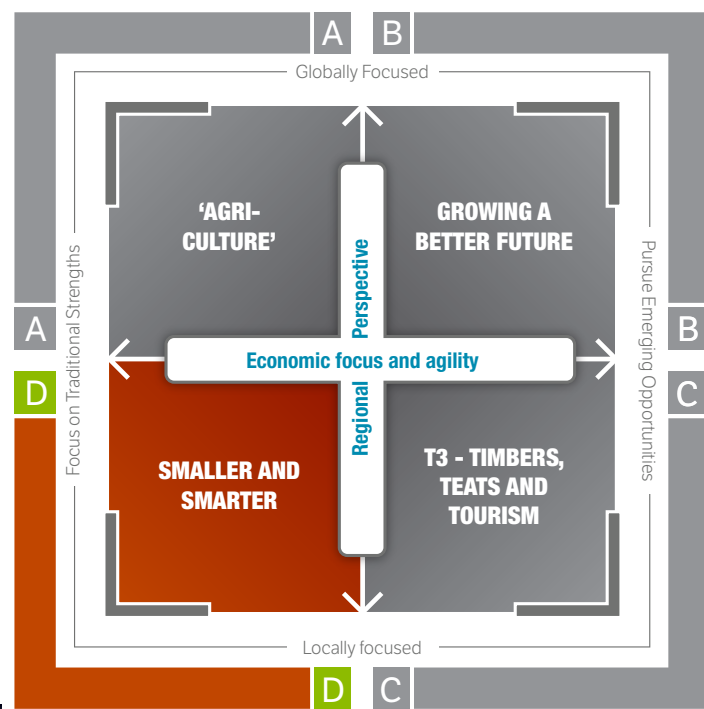 A B
Globally Focused
‘AGRI-
CULTURE’
GROWING A
BETTER FUTURE
Focus on Traditional Strengths
Regional Perspective
Pursue Emerging Opportunities
A
B
Economic focus and agility
D
C
SMALLER AND
SMARTER
T3 - TIMBERS,
TEATS AND
TOURISM
Locally focused
D C